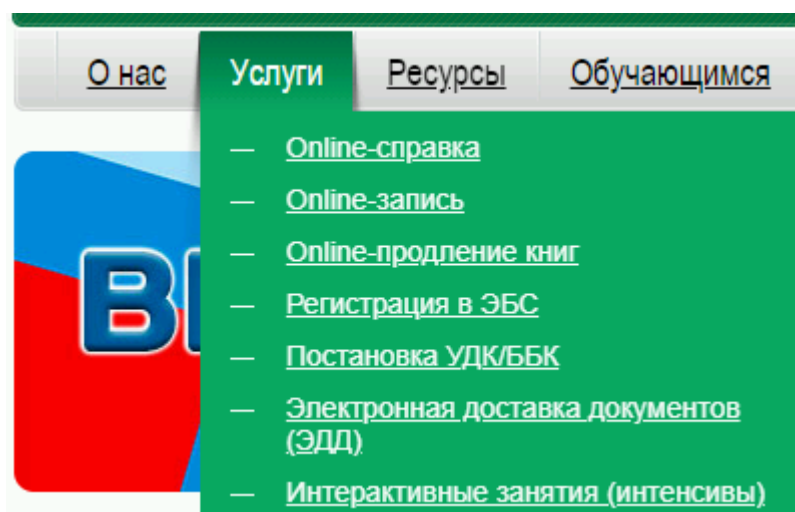 О нас Услуги Ресурсы Обучающимся
— Online-справка
— Online-запись
— Online-продление книг
— Регистрация в ЭБС
— Постановка УДК/ББК
— Электронная доставка документов
(ЭДД)
— Интерактивные занятия (интенсивы)